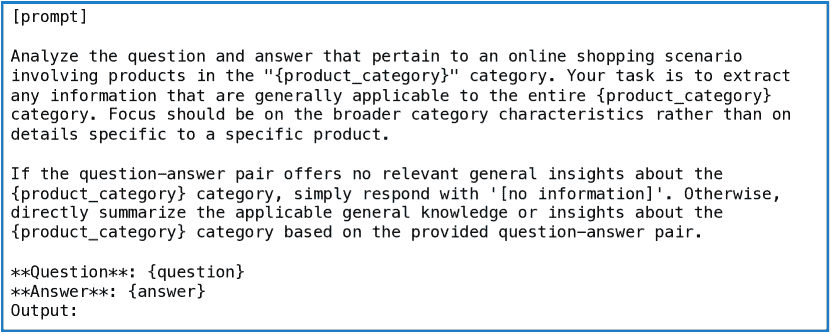 [prompt]
Analyze the question and answer that pertain to an online shopping scenario
involving products in the "{product_category}" category. Your task is to extract
any information that are generally applicable to the entire {product_category}
category. Focus should be on the broader category characteristics rather than on
details specific to a specific product.
If the question-answer pair offers no relevant general insights about the
{product_category} category, simply respond with '[no information]'. Otherwise,
directly summarize the applicable general knowledge or insights about the
{product_category} category based on the provided question-answer pair.
**Question**: {question}
**Answer**: {answer}
Output: